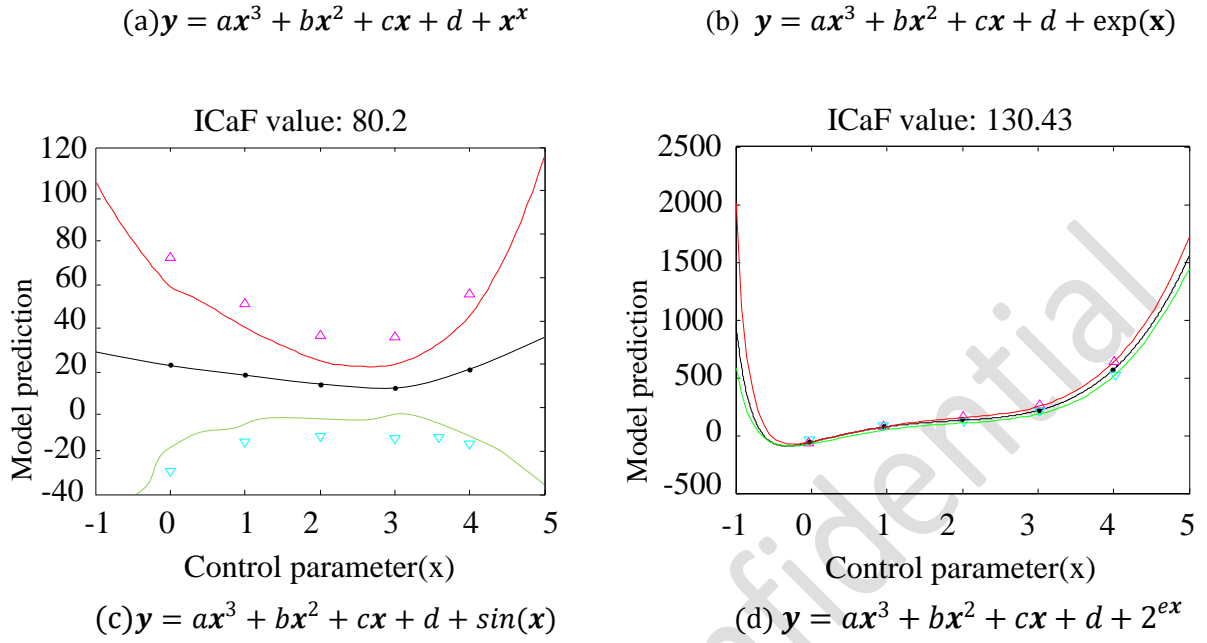 (a) y = ax³ + bx² + cx + d + xˣ
(b) y = ax³ + bx² + cx + d + exp(x)
ICaF value: 80.2
120
100
80
60
40
20
0
-20
-40
Model prediction
-1 0 1 2 3 4 5
Control parameter(x)
(c) y = ax³ + bx² + cx + d + sin(x)
ICaF value: 130.43
2500
2000
1500
1000
500
0
-500
Model prediction
-1 0 1 2 3 4 5
Control parameter(x)
(d) y = ax³ + bx² + cx + d + 2ᵉˣ
nfidential